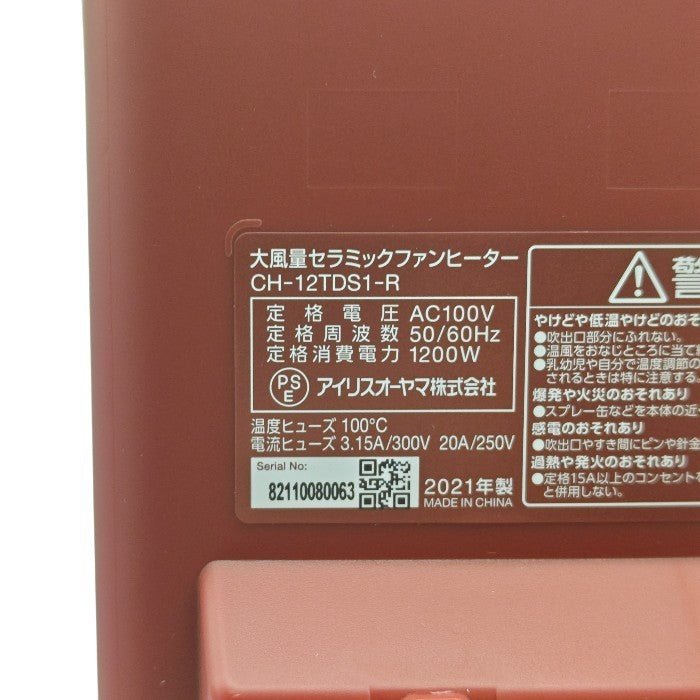 大風量セラミックファンヒーター
CH-12TDS1-R
定格電圧 AC100V
定格周波数 50/60Hz
定格消費電力 1200W
PS
E
アイリスオーヤマ株式会社
温度ヒューズ 100℃
電流ヒューズ 3.15A/300V 20A/250V
Serial No:
82110080063
2021年製
MADE IN CHINA
やけどや低温やけどのおそ
●吹出口部分にふれない。
●温風をおなじところに当て
●乳幼児や自分で温度調節の
されるときは特に注意する
爆発や火災のおそれあり
●スプレー缶などを本体の近
感電のおそれあり
●吹出口やすき間にピンや針金
過熱や発火のおそれあり
●定格15A以上のコンセント
と併用しない。